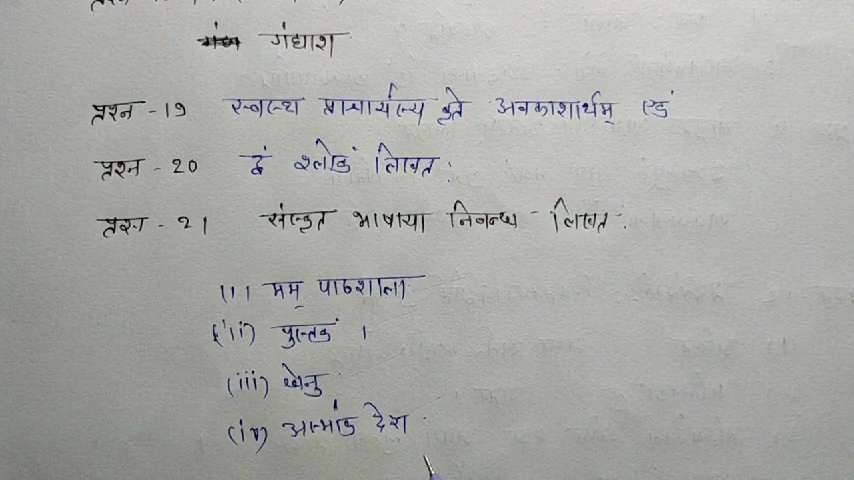 गंद्याश
प्रश्न - 19 स्वस्थ प्राचार्यस्य कृते अवकाशार्थम् एकं
प्रश्न - 20 द्वं श्लोकं लिखत:
प्रश्न - 21 संस्कृत भाषाया निबन्ध लिखत:
(i) मम् पाठशाला
(ii) पुस्तकं ।
(iii) धेनु
(iv) अस्माकं देश